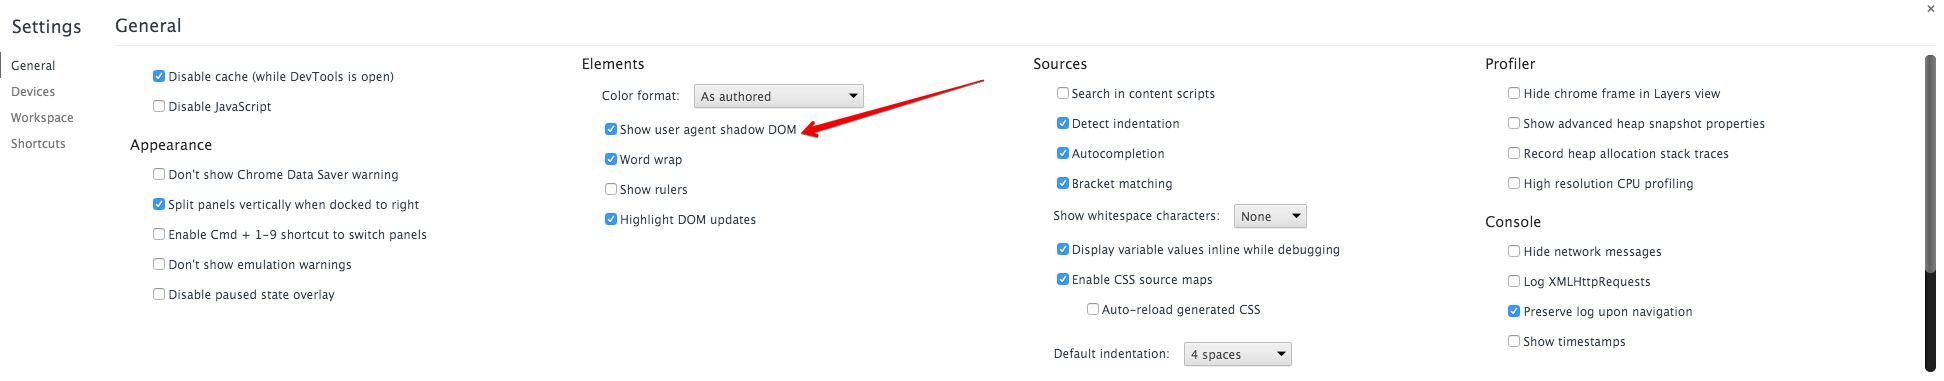 Settings
General
Devices
Workspace
Shortcuts
General
Disable cache (while DevTools is open)
Disable JavaScript
Appearance
Don't show Chrome Data Saver warning
Split panels vertically when docked to right
Enable Cmd + 1-9 shortcut to switch panels
Don't show emulation warnings
Disable paused state overlay
Elements
Color format: As authored
Show user agent shadow DOM
Word wrap
Show rulers
Highlight DOM updates
Sources
Search in content scripts
Detect indentation
Autocompletion
Bracket matching
Show whitespace characters: None
Display variable values inline while debugging
Enable CSS source maps
Auto-reload generated CSS
Default indentation: 4 spaces
Profiler
Hide chrome frame in Layers view
Show advanced heap snapshot properties
Record heap allocation stack traces
High resolution CPU profiling
Console
Hide network messages
Log XMLHttpRequests
Preserve log upon navigation
Show timestamps